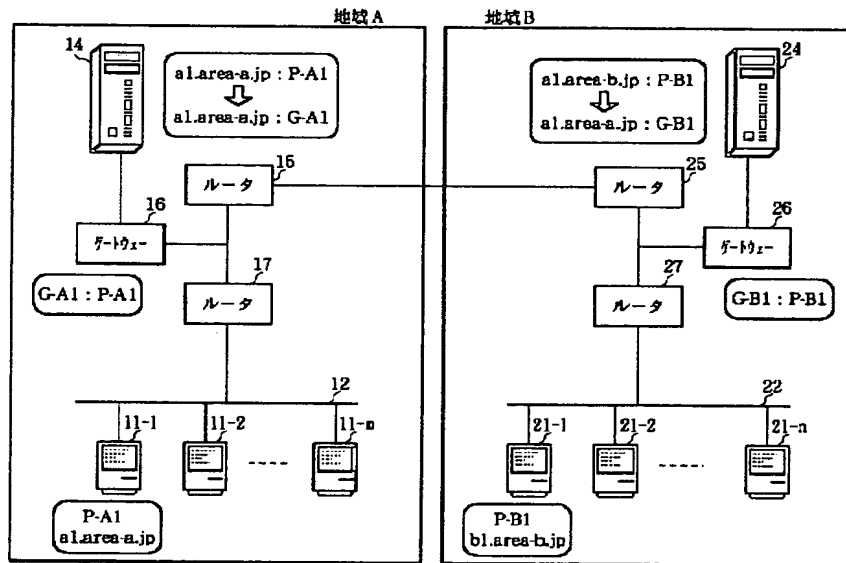 地域A
地域B
14
a1.area-a.jp : P-A1
a1.area-a.jp : G-A1
a1.area-b.jp : P-B1
a1.area-a.jp : G-B1
24
15
ルータ
25
ルータ
16
ゲートウェー
26
ゲートウェー
17
ルータ
27
ルータ
G-A1 : P-A1
G-B1 : P-B1
12
22
11-1
11-2
11-n
21-1
21-2
21-n
P-A1
a1.area-a.jp
P-B1
b1.area-b.jp